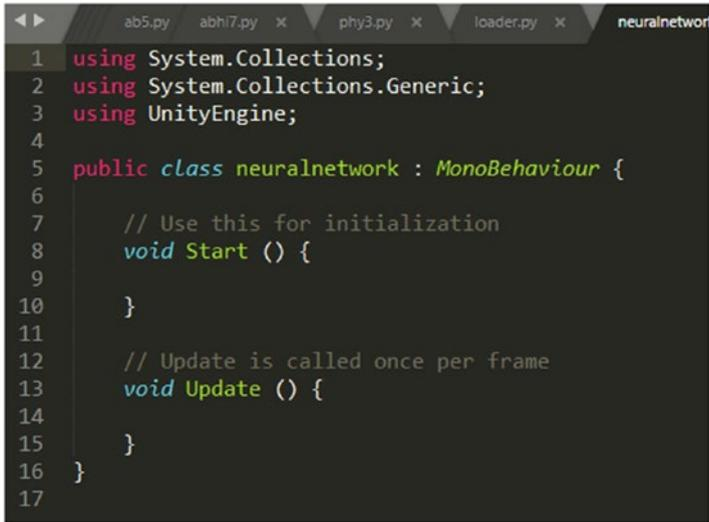 ab5.py abhi7.py × phy3.py × loader.py × neuralnetwor
1 using System.Collections;
2 using System.Collections.Generic;
3 using UnityEngine;
4
5 public class neuralnetwork : MonoBehaviour {
6
7 // Use this for initialization
8 void Start () {
9
10 }
11
12 // Update is called once per frame
13 void Update () {
14
15 }
16 }
17